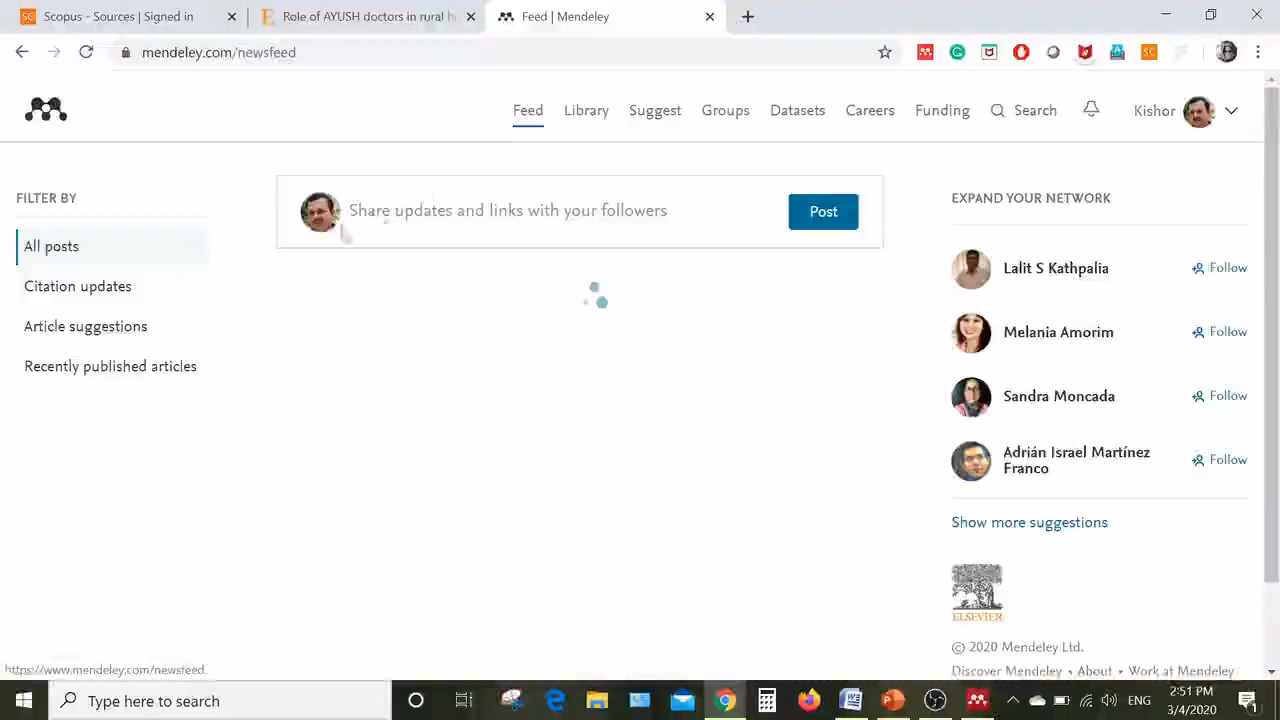 Scopus - Sources | Signed in
Role of AYUSH doctors in rural h
Feed | Mendeley
mendeley.com/newsfeed
Feed
Library
Suggest
Groups
Datasets
Careers
Funding
Search
Kishor
FILTER BY
All posts
Citation updates
Article suggestions
Recently published articles
Share updates and links with your followers
Post
EXPAND YOUR NETWORK
Lalit S Kathpalia
Follow
Melania Amorim
Follow
Sandra Moncada
Follow
Adrián Israel Martínez
Franco
Follow
Show more suggestions
ELSEVIER
© 2020 Mendeley Ltd.
Discover Mendeley • About • Work at Mendeley
https://www.mendeley.com/newsfeed
Type here to search
ENG
2:51 PM
3/4/2020